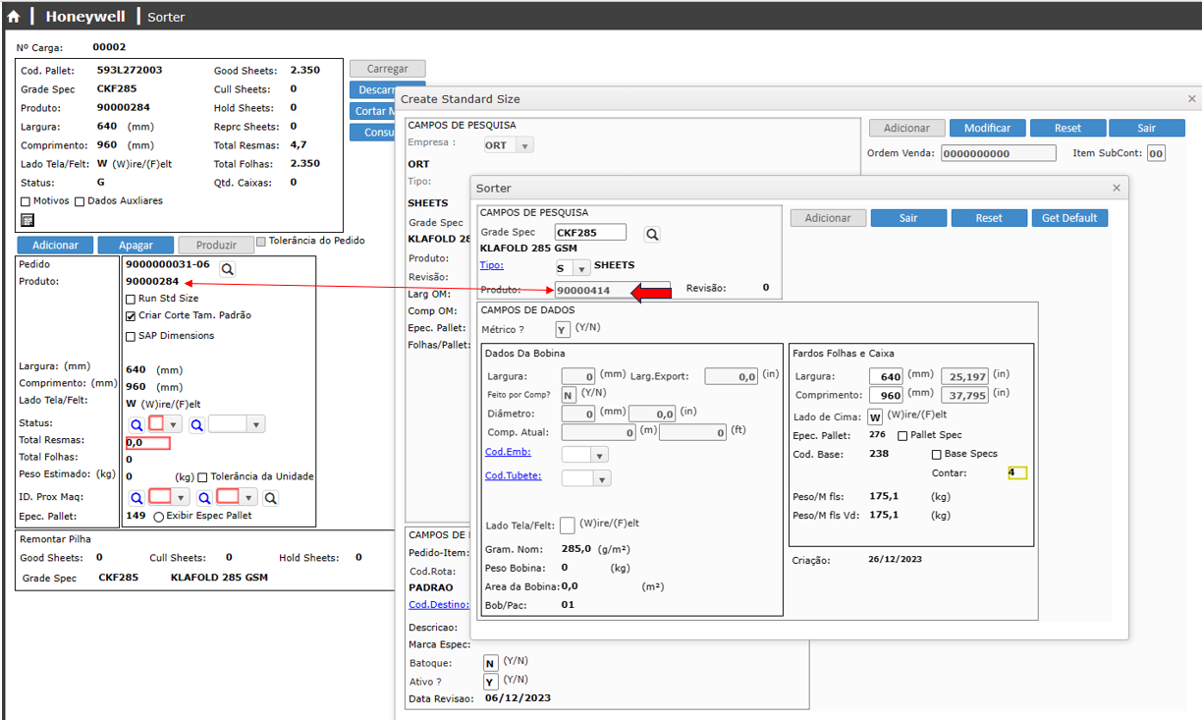 Honeywell Sorter
Nº Carga: 00002
Cod. Pallet: 593L272003 Good Sheets: 2.350
Grade Spec CKF285 Cull Sheets: 0
Produto: 90000284 Hold Sheets: 0
Largura: 640 (mm) Reprc Sheets: 0
Comprimento: 960 (mm) Total Resmas: 4,7
Lado Tela/Felt: W (W)ire/(F)elt Total Folhas: 2.350
Status: G Qtd. Caixas: 0
Motivos Dados Auxliares
Carregar
Descarr
Cortar M
Consu
Adicionar Apagar Produzir Tolerância do Pedido
Pedido 9000000031-06
Produto: 90000284
Run Std Size
Criar Corte Tam. Padrão
SAP Dimensions
Largura: (mm) 640 (mm)
Comprimento: (mm) 960 (mm)
Lado Tela/Felt: W (W)ire/(F)elt
Status:
Total Resmas: 0,0
Total Folhas: 0
Peso Estimado: (kg) 0 (kg) Tolerância da Unidade
ID. Prox Maq:
Epec. Pallet: 149 Exibir Espec Pallet
Remontar Pilha
Good Sheets: 0 Cull Sheets: 0 Hold Sheets: 0
Grade Spec CKF285 KLAFOLD 285 GSM
Create Standard Size
CAMPOS DE PESQUISA
Empresa : ORT
ORT
Tipo:
SHEETS
Grade Spec
KLAFOLD 28
Produto:
Revisão:
Larg OM:
Comp OM:
Epec. Pallet:
Folhas/Pallet:
Adicionar Modificar Reset Sair
Ordem Venda: 0000000000 Item SubCont: 00
CAMPOS DE
Pedido-Item:
Cod.Rota:
PADRAO
Cod.Destino:
Descricao:
Marca Espec:
Batoque: N (Y/N)
Ativo ? Y (Y/N)
Data Revisao: 06/12/2023
Sorter
CAMPOS DE PESQUISA
Grade Spec CKF285
KLAFOLD 285 GSM
Tipo: S SHEETS
Produto: 90000414 Revisão: 0
Adicionar Sair Reset Get Default
CAMPOS DE DADOS
Métrico ? Y (Y/N)
Dados Da Bobina
Largura: 0 (mm) Larg.Export: 0,0 (in)
Feito por Comp? N (Y/N)
Diâmetro: 0 (mm) 0,0 (in)
Comp. Atual: 0 (m) 0 (ft)
Cod.Emb:
Cod.Tubete:
Lado Tela/Felt: (W)ire/(F)elt
Gram. Nom: 285,0 (g/m²)
Peso Bobina: 0 (kg)
Area da Bobina: 0,0 (m²)
Bob/Pac: 01
Fardos Folhas e Caixa
Largura: 640 (mm) 25,197 (in)
Comprimento: 960 (mm) 37,795 (in)
Lado de Cima: W (W)ire/(F)elt
Epec. Pallet: 276 Pallet Spec
Cod. Base: 238 Base Specs
Contar: 4
Peso/M fls: 175,1 (kg)
Peso/M fls Vd: 175,1 (kg)
Criação: 26/12/2023